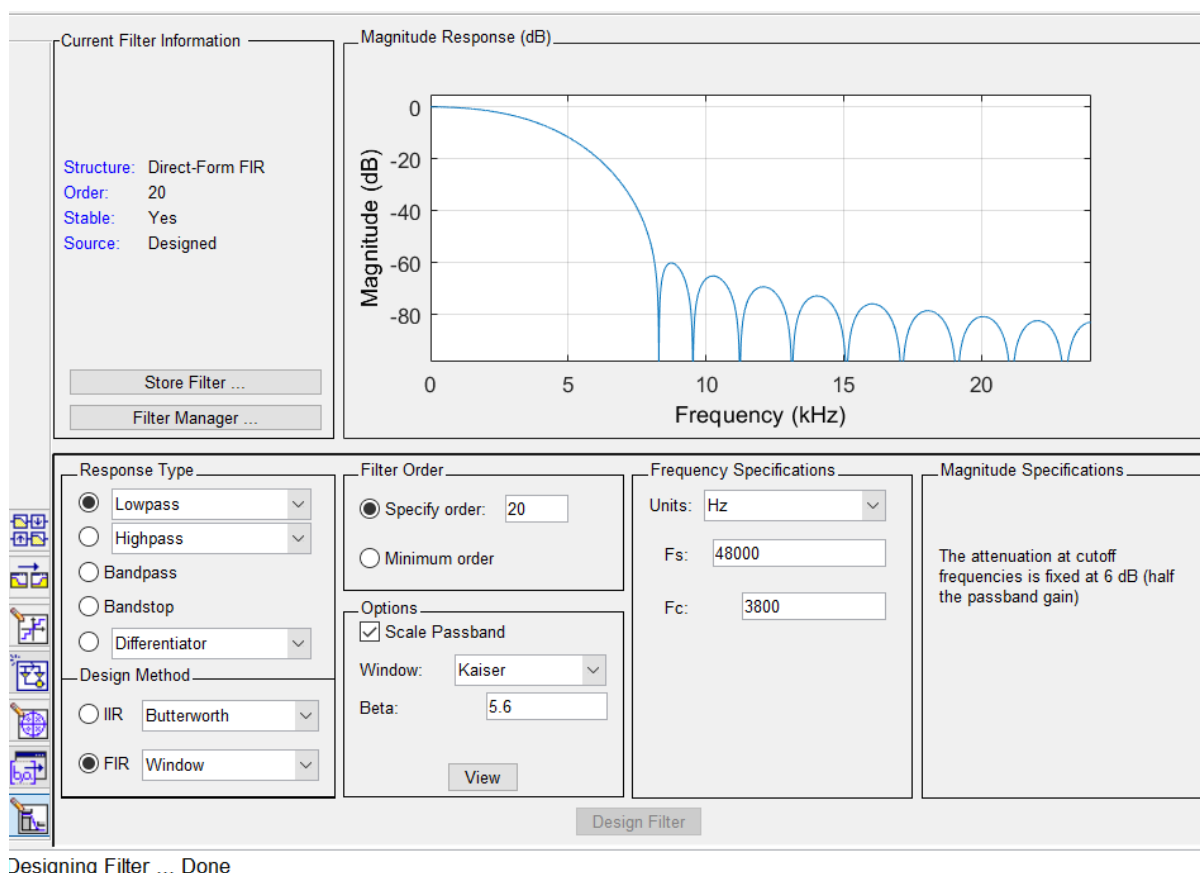 Current Filter Information
Structure: Direct-Form FIR
Order: 20
Stable: Yes
Source: Designed
Store Filter ...
Filter Manager ...
Magnitude Response (dB)
Magnitude (dB)
0
-20
-40
-60
-80
0 5 10 15 20
Frequency (kHz)
Response Type
Lowpass
Highpass
Bandpass
Bandstop
Differentiator
Design Method
IIR Butterworth
FIR Window
Filter Order
Specify order: 20
Minimum order
Options
Scale Passband
Window: Kaiser
Beta: 5.6
View
Frequency Specifications
Units: Hz
Fs: 48000
Fc: 3800
Magnitude Specifications
The attenuation at cutoff
frequencies is fixed at 6 dB (half
the passband gain)
Design Filter
[b,a]
Designing Filter ... Done